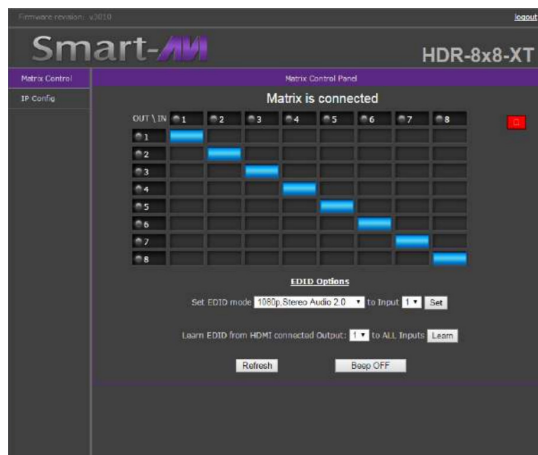 Firmware revision: v2010
logout
Smart-AVI
HDR-8x8-XT
Matrix Control
Matrix Control Panel
IP Config
Matrix is connected
OUT \ IN 1 2 3 4 5 6 7 8
1
2
3
4
5
6
7
8
EDID Options
Set EDID mode 1080p,Stereo Audio 2.0 to Input 1 Set
Learn EDID from HDMI connected Output: 1 to ALL Inputs Learn
Refresh Beep OFF